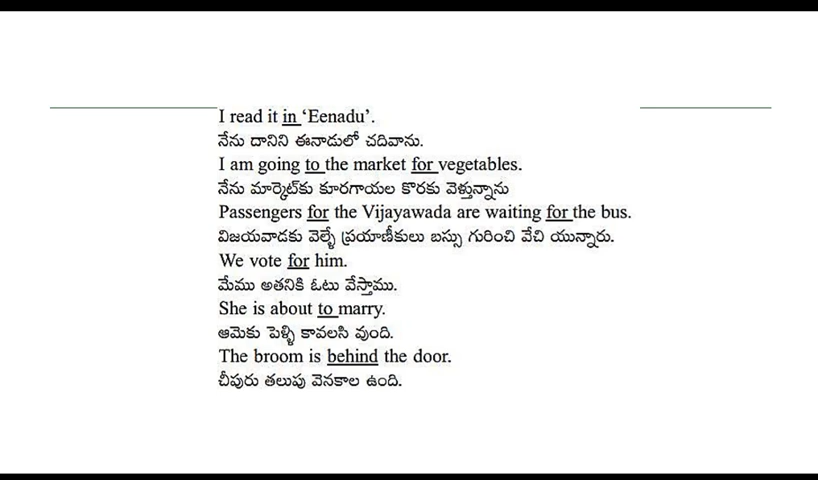 I read it in ‘Eenadu’.
నేను దానిని ఈనాడులో చదివాను.
I am going to the market for vegetables.
నేను మార్కెట్‌కు కూరగాయల కొరకు వెళ్తున్నాను
Passengers for the Vijayawada are waiting for the bus.
విజయవాడకు వెల్ళే ప్రయాణీకులు బస్సు గురించి వేచి యున్నారు.
We vote for him.
మేము అతనికి ఓటు వేస్తాము.
She is about to marry.
ఆమెకు పెళ్ళి కావలసి వుంది.
The broom is behind the door.
చీపురు తలుపు వెనకాల ఉంది.